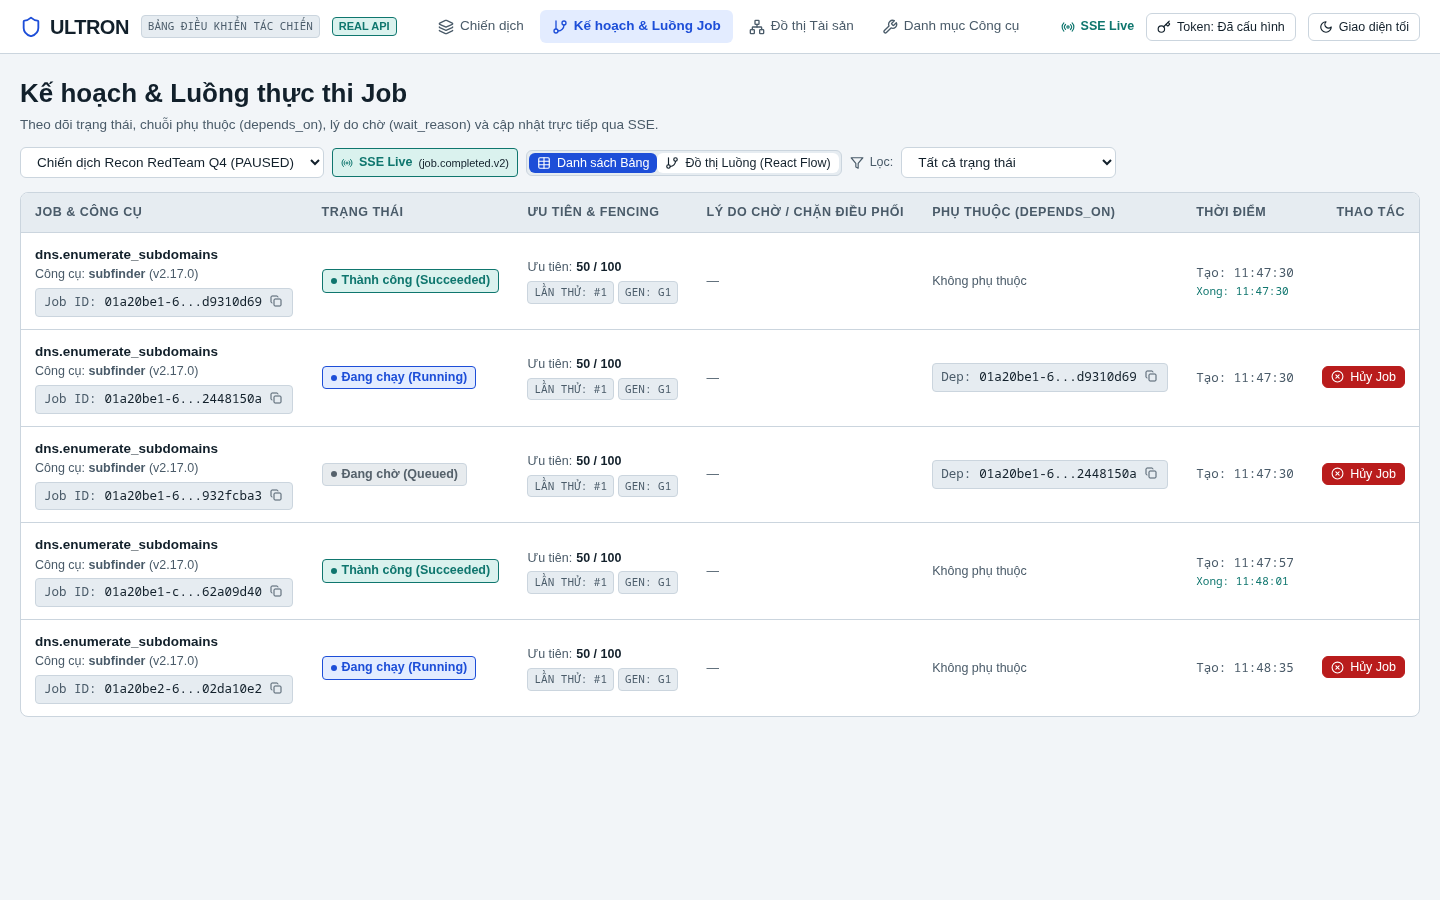 ULTRON
BẢNG ĐIỀU KHIỂN TÁC CHIẾN
REAL API
Chiến dịch
Kế hoạch & Luồng Job
Đồ thị Tài sản
Danh mục Công cụ
SSE Live
Token: Đã cấu hình
Giao diện tối
Kế hoạch & Luồng thực thi Job
Theo dõi trạng thái, chuỗi phụ thuộc (depends_on), lý do chờ (wait_reason) và cập nhật trực tiếp qua SSE.
Chiến dịch Recon RedTeam Q4 (PAUSED)
SSE Live (job.completed.v2)
Danh sách Bảng
Đồ thị Luồng (React Flow)
Lọc:
Tất cả trạng thái
JOB & CÔNG CỤ
TRẠNG THÁI
ƯU TIÊN & FENCING
LÝ DO CHỜ / CHẶN ĐIỀU PHỐI
PHỤ THUỘC (DEPENDS_ON)
THỜI ĐIỂM
THAO TÁC
dns.enumerate_subdomains
Công cụ: subfinder (v2.17.0)
Job ID: 01a20be1-6...d9310d69
Thành công (Succeeded)
Ưu tiên: 50 / 100
LẦN THỬ: #1
GEN: G1
—
Không phụ thuộc
Tạo: 11:47:30
Xong: 11:47:30
dns.enumerate_subdomains
Công cụ: subfinder (v2.17.0)
Job ID: 01a20be1-6...2448150a
Đang chạy (Running)
Ưu tiên: 50 / 100
LẦN THỬ: #1
GEN: G1
—
Dep: 01a20be1-6...d9310d69
Tạo: 11:47:30
Hủy Job
dns.enumerate_subdomains
Công cụ: subfinder (v2.17.0)
Job ID: 01a20be1-6...932fcba3
Đang chờ (Queued)
Ưu tiên: 50 / 100
LẦN THỬ: #1
GEN: G1
—
Dep: 01a20be1-6...2448150a
Tạo: 11:47:30
Hủy Job
dns.enumerate_subdomains
Công cụ: subfinder (v2.17.0)
Job ID: 01a20be1-c...62a09d40
Thành công (Succeeded)
Ưu tiên: 50 / 100
LẦN THỬ: #1
GEN: G1
—
Không phụ thuộc
Tạo: 11:47:57
Xong: 11:48:01
dns.enumerate_subdomains
Công cụ: subfinder (v2.17.0)
Job ID: 01a20be2-6...02da10e2
Đang chạy (Running)
Ưu tiên: 50 / 100
LẦN THỬ: #1
GEN: G1
—
Không phụ thuộc
Tạo: 11:48:35
Hủy Job